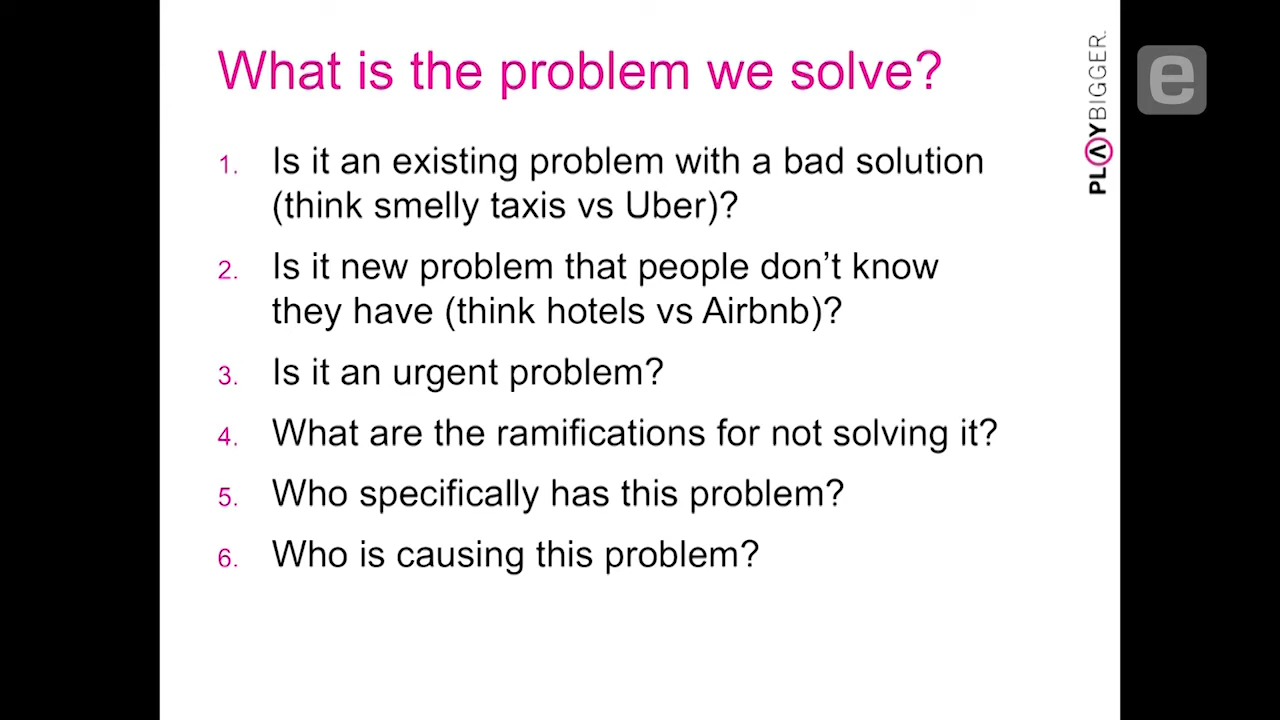 What is the problem we solve?
1. Is it an existing problem with a bad solution
(think smelly taxis vs Uber)?
2. Is it new problem that people don't know
they have (think hotels vs Airbnb)?
3. Is it an urgent problem?
4. What are the ramifications for not solving it?
5. Who specifically has this problem?
6. Who is causing this problem?
PLAYBIGGER.
e